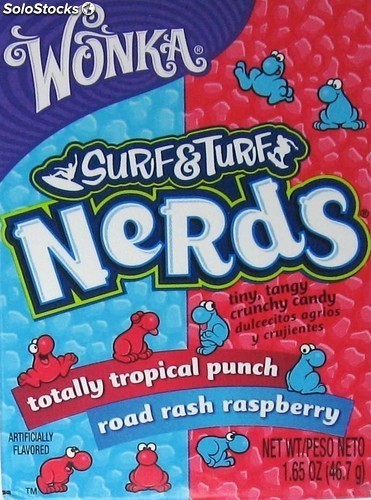 SoloStocks
WONKA®
SURF & TURF
NeRdS®
tiny, tangy
crunchy candy
dulcecitos agrios
y crujientes
totally tropical punch
road rash raspberry
ARTIFICIALLY
FLAVORED
NET WT/PESO NETO
1.65 OZ (46.7 g)
TM